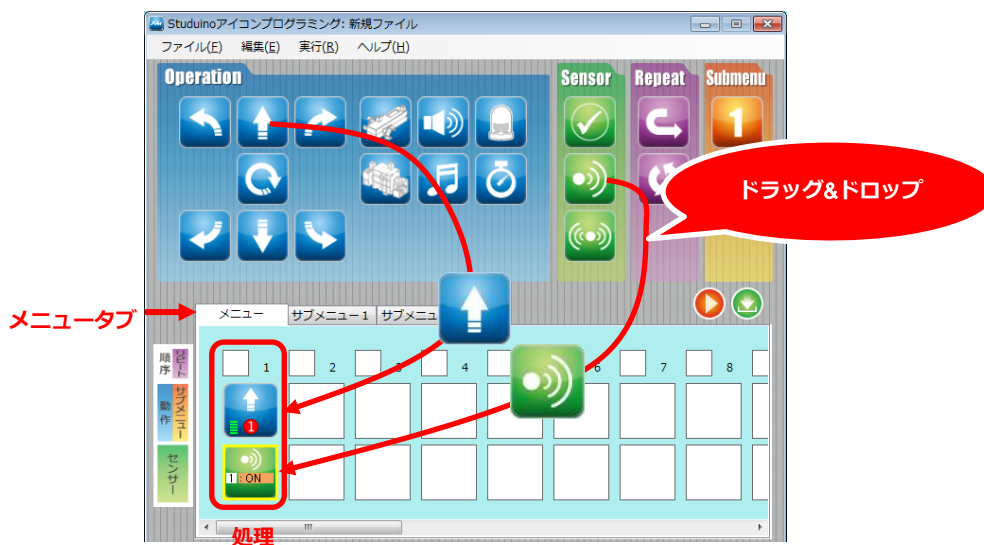 Studuinoアイコンプログラミング: 新規ファイル
ファイル(F) 編集(E) 実行(R) ヘルプ(H)
Operation
Sensor
Repeat
Submenu
1
ドラッグ&ドロップ
メニュータブ
メニュー
サブメニュー1
サブメニュ
順序
リピート
1
2
3
4
6
7
8
動作
サブメニュー
1
センサー
1 : ON
処理